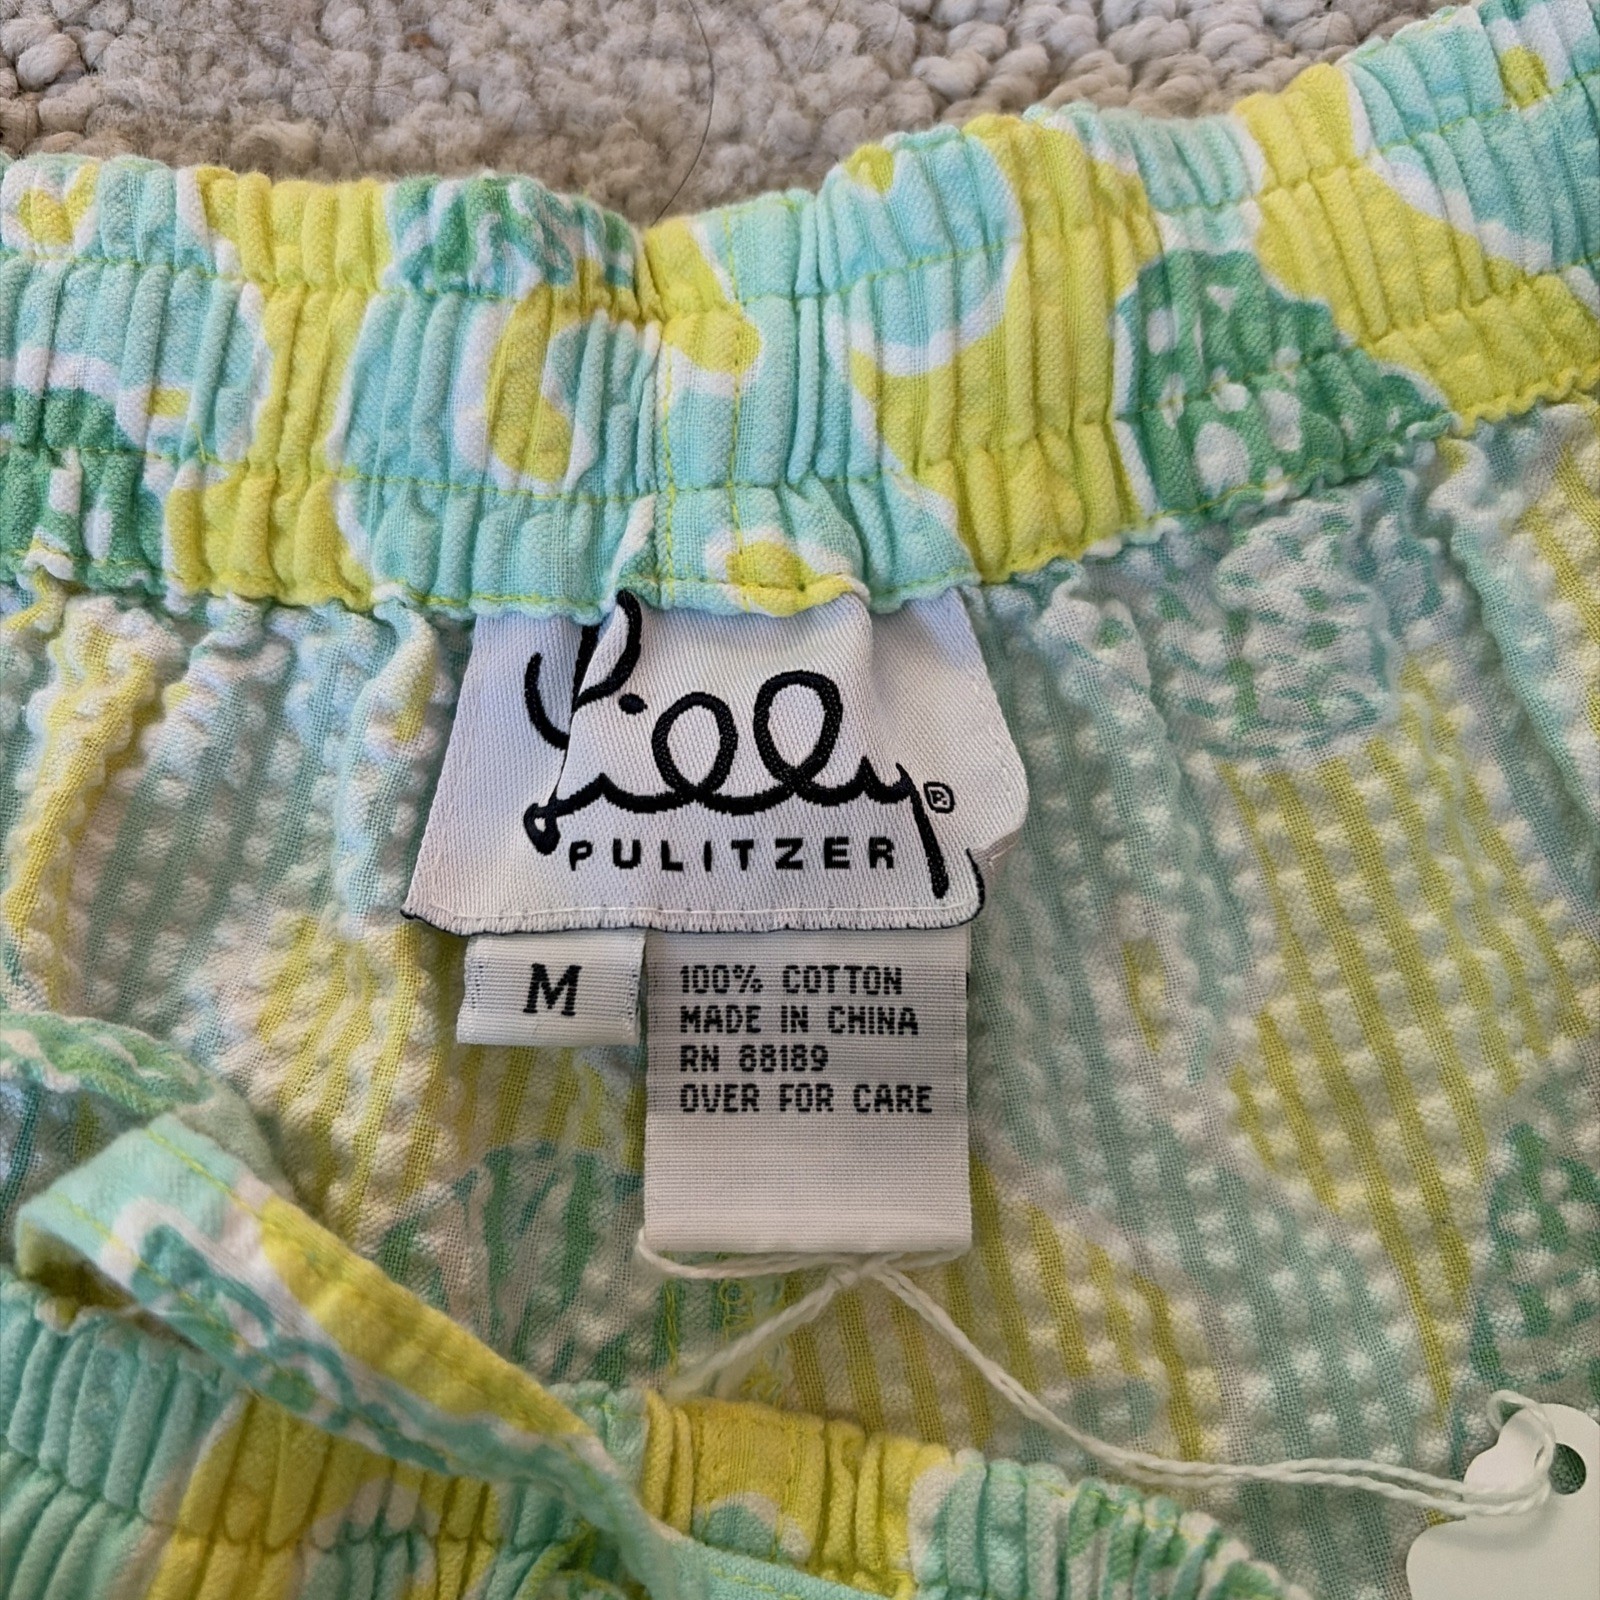 Lilly®
PULITZER
M
100% COTTON
MADE IN CHINA
RN 88189
OVER FOR CARE